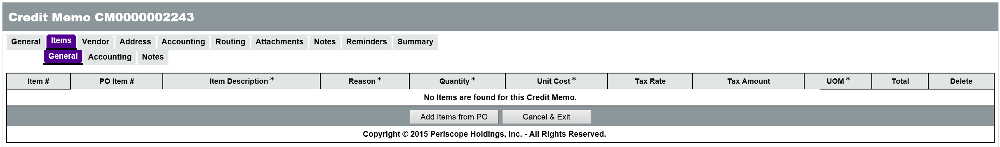 Credit Memo CM0000002243
General Items Vendor Address Accounting Routing Attachments Notes Reminders Summary
General Accounting Notes
Item # PO Item # Item Description * Reason * Quantity * Unit Cost * Tax Rate Tax Amount UOM * Total Delete
No Items are found for this Credit Memo.
Add Items from PO Cancel & Exit
Copyright © 2015 Periscope Holdings, Inc. - All Rights Reserved.